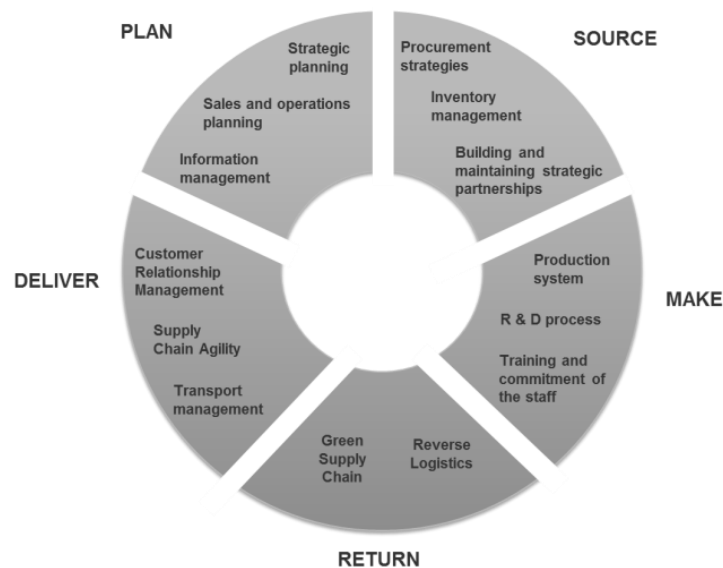 PLAN
Strategic
planning
Sales and operations
planning
Information
management
SOURCE
Procurement
strategies
Inventory
management
Building and
maintaining strategic
partnerships
MAKE
Production
system
R & D process
Training and
commitment of
the staff
RETURN
Green
Supply
Chain
Reverse
Logistics
DELIVER
Customer
Relationship
Management
Supply
Chain Agility
Transport
management